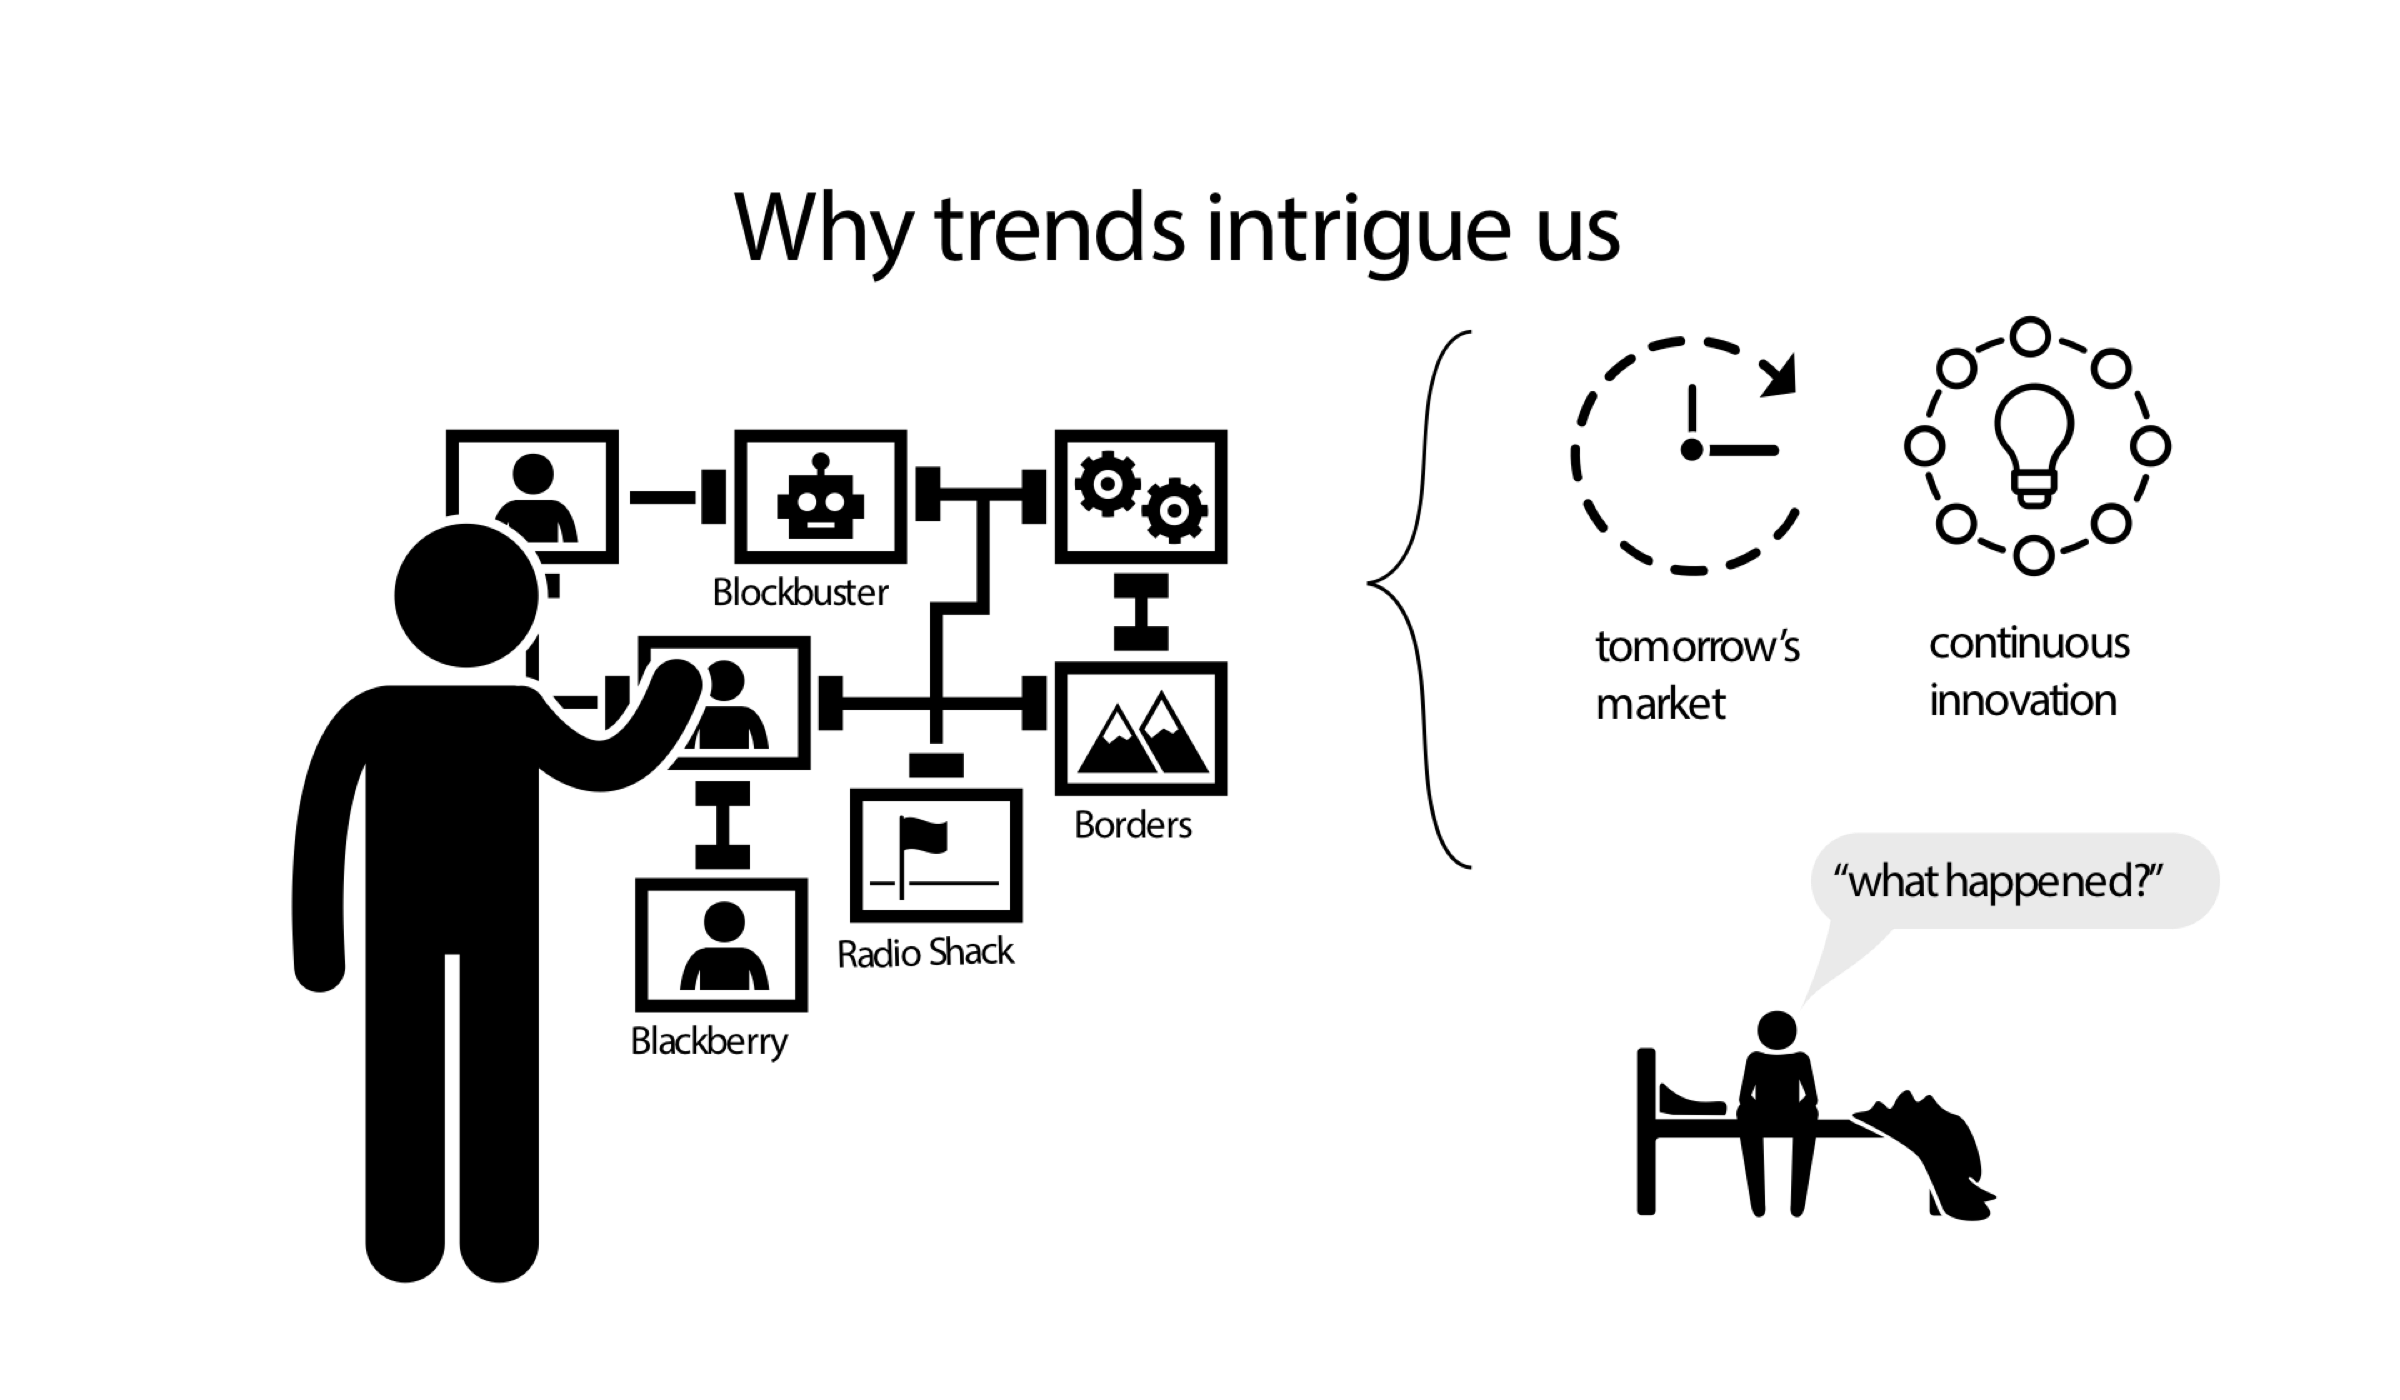 Why trends intrigue us
Blockbuster
Borders
Radio Shack
Blackberry
tomorrow’s
market
continuous
innovation
“what happened?”